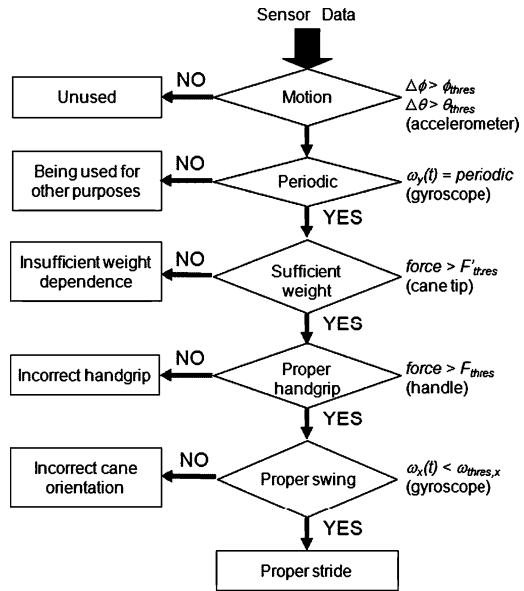 Sensor Data
NO
Unused
Motion
Δϕ > ϕthres
Δθ > θthres
(accelerometer)
NO
Being used for
other purposes
Periodic
ωy(t) = periodic
(gyroscope)
YES
NO
Insufficient weight
dependence
Sufficient
weight
force > F'thres
(cane tip)
YES
NO
Incorrect handgrip
Proper
handgrip
force > Fthres
(handle)
YES
NO
Incorrect cane
orientation
Proper swing
ωx(t) < ωthres,x
(gyroscope)
YES
Proper stride